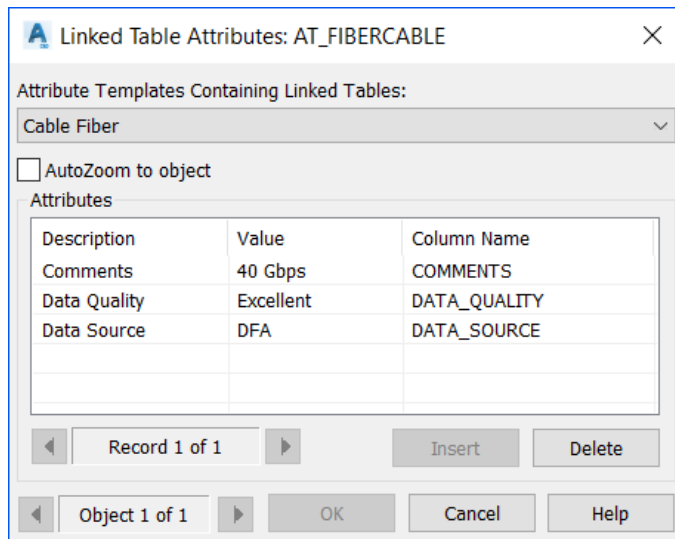 Linked Table Attributes: AT_FIBERCABLE
Attribute Templates Containing Linked Tables:
Cable Fiber
AutoZoom to object
Attributes
Description Value Column Name
Comments 40 Gbps COMMENTS
Data Quality Excellent DATA_QUALITY
Data Source DFA DATA_SOURCE
Record 1 of 1 Insert Delete
Object 1 of 1 OK Cancel Help